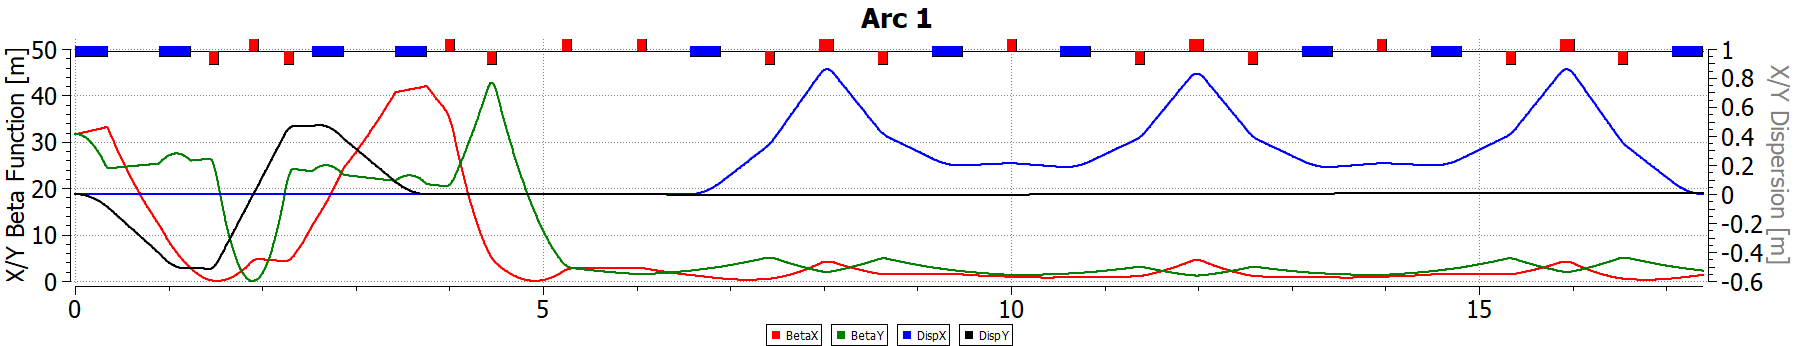 Arc 1
X/Y Beta Function [m]
50
40
30
20
10
0
1
0.8
0.6
0.4
0.2
0
-0.2
-0.4
-0.6
X/Y Dispersion [m]
0
5
10
15
BetaX
BetaY
DispX
DispY